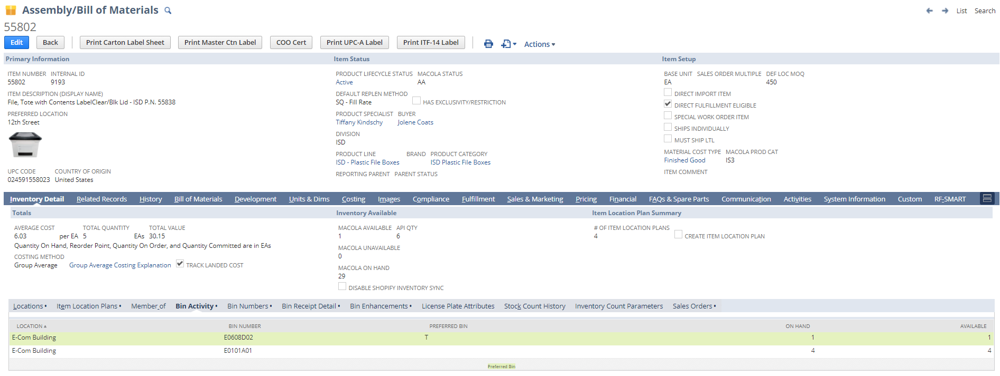 Assembly/Bill of Materials
List Search
55802
Edit Back Print Carton Label Sheet Print Master Ctn Label COO Cert Print UPC-A Label Print ITF-14 Label Actions
Primary Information
ITEM NUMBER INTERNAL ID
55802 9193
ITEM DESCRIPTION (DISPLAY NAME)
File, Tote with Contents LabelClear/Blk Lid - ISD P.N. 55838
PREFERRED LOCATION
12th Street
UPC CODE COUNTRY OF ORIGIN
024591558023 United States
Item Status
PRODUCT LIFECYCLE STATUS MACOLA STATUS
Active AA
DEFAULT REPLEN METHOD
SQ - Fill Rate HAS EXCLUSIVITY/RESTRICTION
PRODUCT SPECIALIST BUYER
Tiffany Kindschy Jolene Coats
DIVISION
ISD
PRODUCT LINE BRAND PRODUCT CATEGORY
ISD - Plastic File Boxes ISD Plastic File Boxes
REPORTING PARENT PARENT STATUS
Item Setup
BASE UNIT SALES ORDER MULTIPLE DEF LOC MOQ
EA 450
DIRECT IMPORT ITEM
DIRECT FULFILLMENT ELIGIBLE
SPECIAL WORK ORDER ITEM
SHIPS INDIVIDUALLY
MUST SHIP LTL
MATERIAL COST TYPE MACOLA PROD CAT
Finished Good IS3
ITEM COMMENT
Inventory Detail Related Records History Bill of Materials Development Units & Dims Costing Images Compliance Fulfillment Sales & Marketing Pricing Financial FAQs & Spare Parts Communication Activities System Information Custom RF-SMART
Totals
AVERAGE COST TOTAL QUANTITY TOTAL VALUE
6.03 per EA 5 EAs 30.15
Quantity On Hand, Reorder Point, Quantity On Order, and Quantity Committed are in EAs
COSTING METHOD
Group Average Group Average Costing Explanation TRACK LANDED COST
Inventory Available
MACOLA AVAILABLE API QTY
1 6
MACOLA UNAVAILABLE
0
MACOLA ON HAND
29
DISABLE SHOPIFY INVENTORY SYNC
Item Location Plan Summary
# OF ITEM LOCATION PLANS
4 CREATE ITEM LOCATION PLAN
Locations • Item Location Plans • Member of Bin Activity • Bin Numbers • Bin Receipt Detail • Bin Enhancements • License Plate Attributes Stock Count History Inventory Count Parameters Sales Orders •
LOCATION ▲ BIN NUMBER PREFERRED BIN ON HAND AVAILABLE
E-Com Building E0608D02 T 1 1
E-Com Building E0101A01 4 4
Preferred Bin